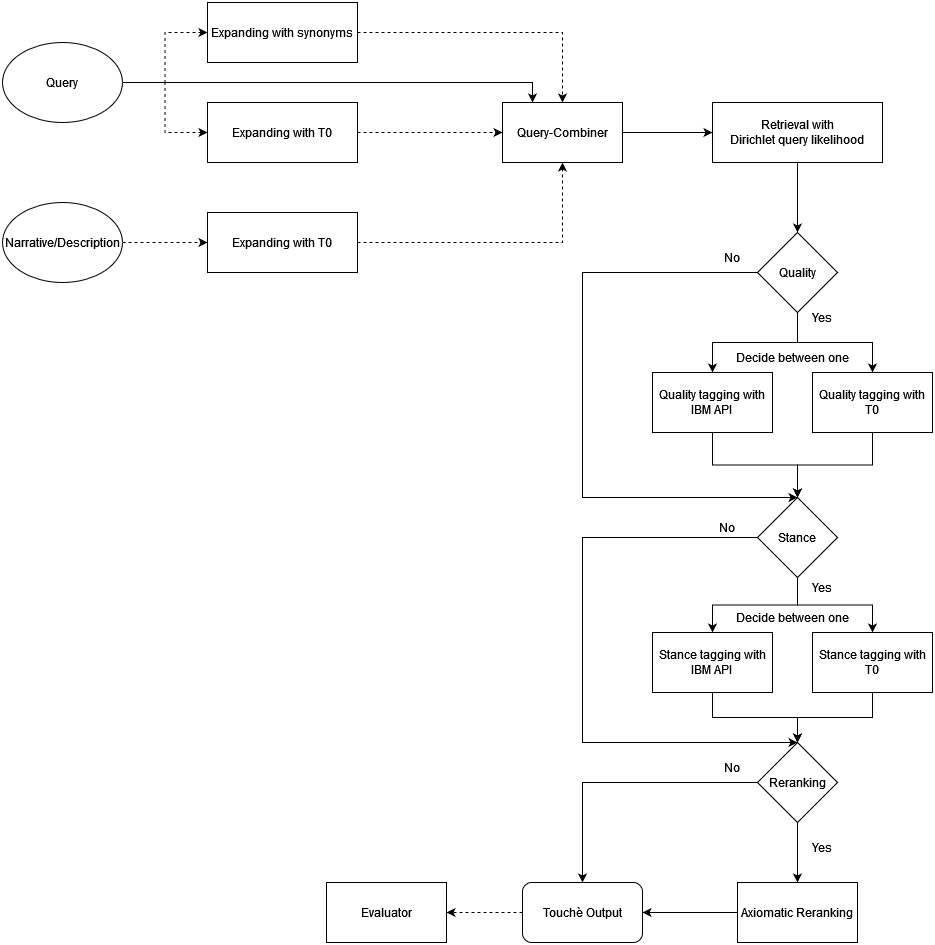 Expanding with synonyms
Query
Expanding with T0
Query-Combiner
Retrieval with
Dirichlet query likelihood
Narrative/Description
Expanding with T0
No
Quality
Yes
Decide between one
Quality tagging with
IBM API
Quality tagging with
T0
No
Stance
Yes
Decide between one
Stance tagging with
IBM API
Stance tagging with
T0
No
Reranking
Yes
Evaluator
Touchè Output
Axiomatic Reranking